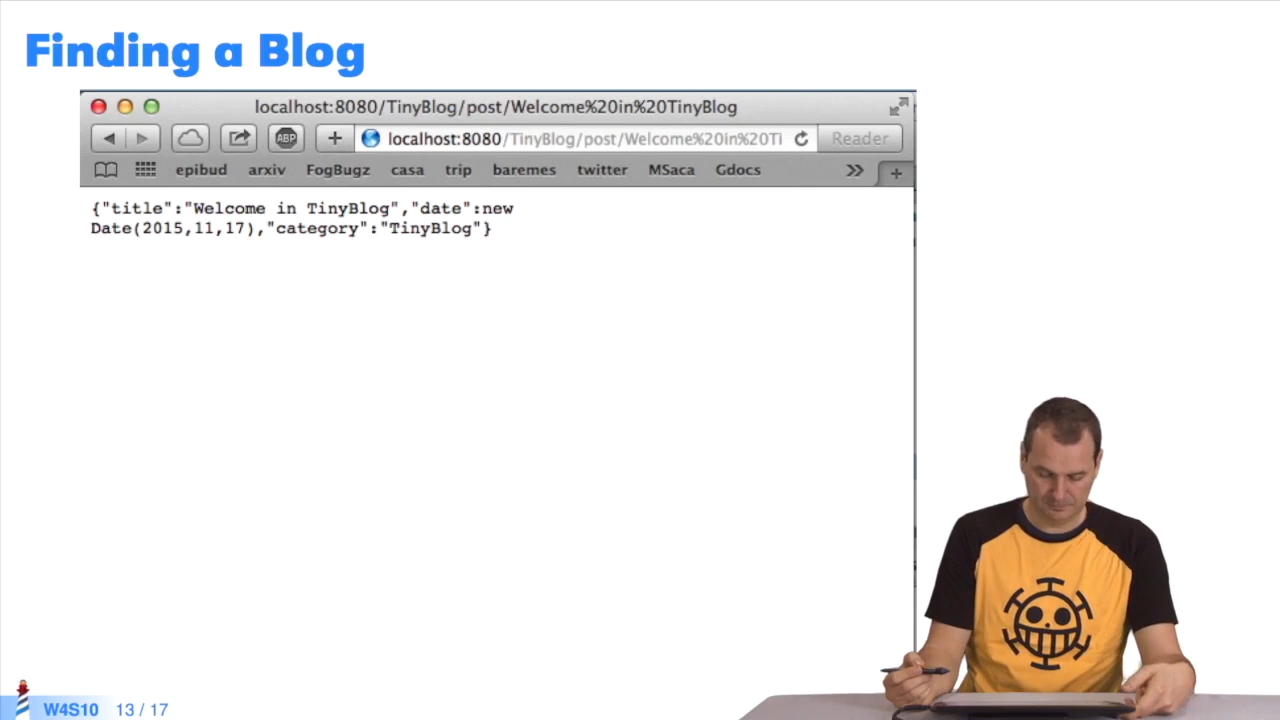 Finding a Blog
localhost:8080/TinyBlog/post/Welcome%20in%20TinyBlog
ABP + localhost:8080/TinyBlog/post/Welcome%20in%20Ti Reader
epibud arxiv FogBugz casa trip baremes twitter MSaca Gdocs >> +
{"title":"Welcome in TinyBlog","date":new
Date(2015,11,17),"category":"TinyBlog"}
W4S10 13 / 17